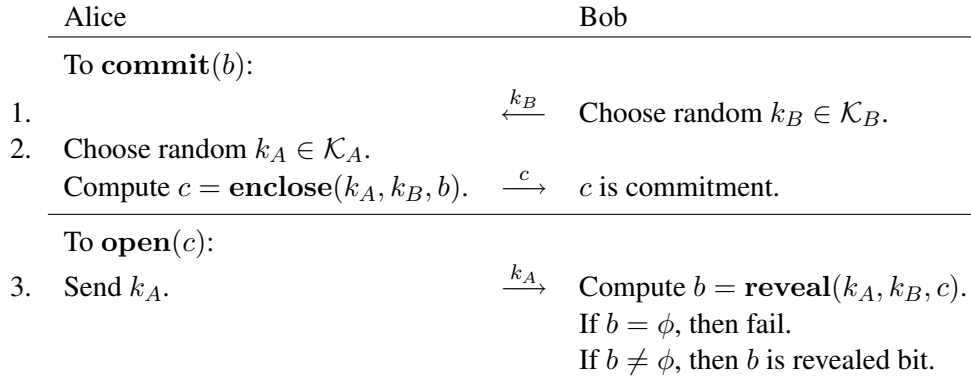 Alice Bob
To commit(b):
1. k_B ← Choose random k_B ∈ 𝒦_B.
2. Choose random k_A ∈ 𝒦_A.
Compute c = enclose(k_A, k_B, b). c → c is commitment.
To open(c):
3. Send k_A. k_A → Compute b = reveal(k_A, k_B, c).
If b = ϕ, then fail.
If b ≠ ϕ, then b is revealed bit.